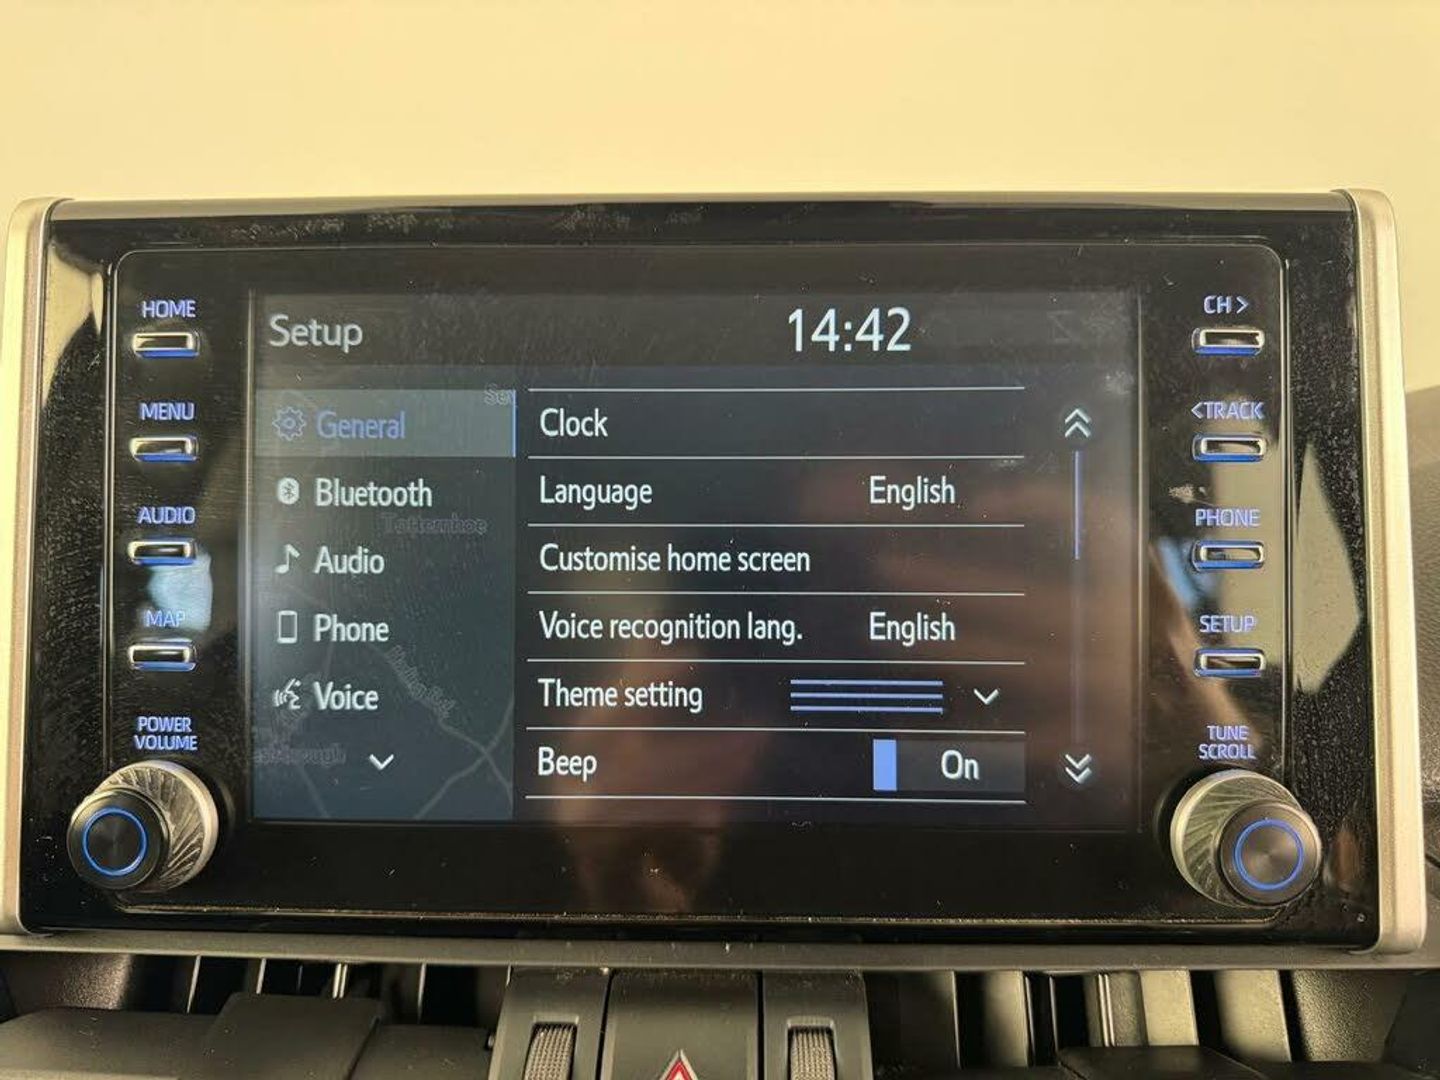 HOME
MENU
AUDIO
MAP
POWER
VOLUME
Setup
14:42
General
Bluetooth
Totternhoe
Audio
Phone
Voice
Clock
Language English
Customise home screen
Voice recognition lang. English
Theme setting
Beep On
CH >
<TRACK
PHONE
SETUP
TUNE
SCROLL